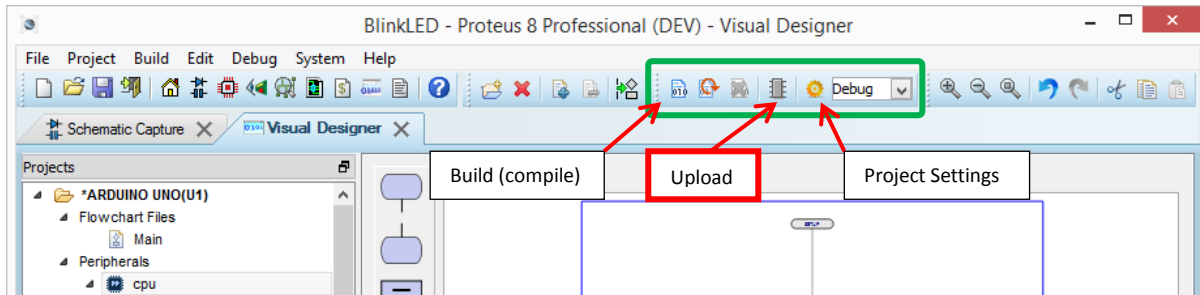 BlinkLED - Proteus 8 Professional (DEV) - Visual Designer
File Project Build Edit Debug System Help
Debug
Schematic Capture
Visual Designer
Projects
Build (compile)
Upload
Project Settings
*ARDUINO UNO(U1)
Flowchart Files
Main
Peripherals
cpu